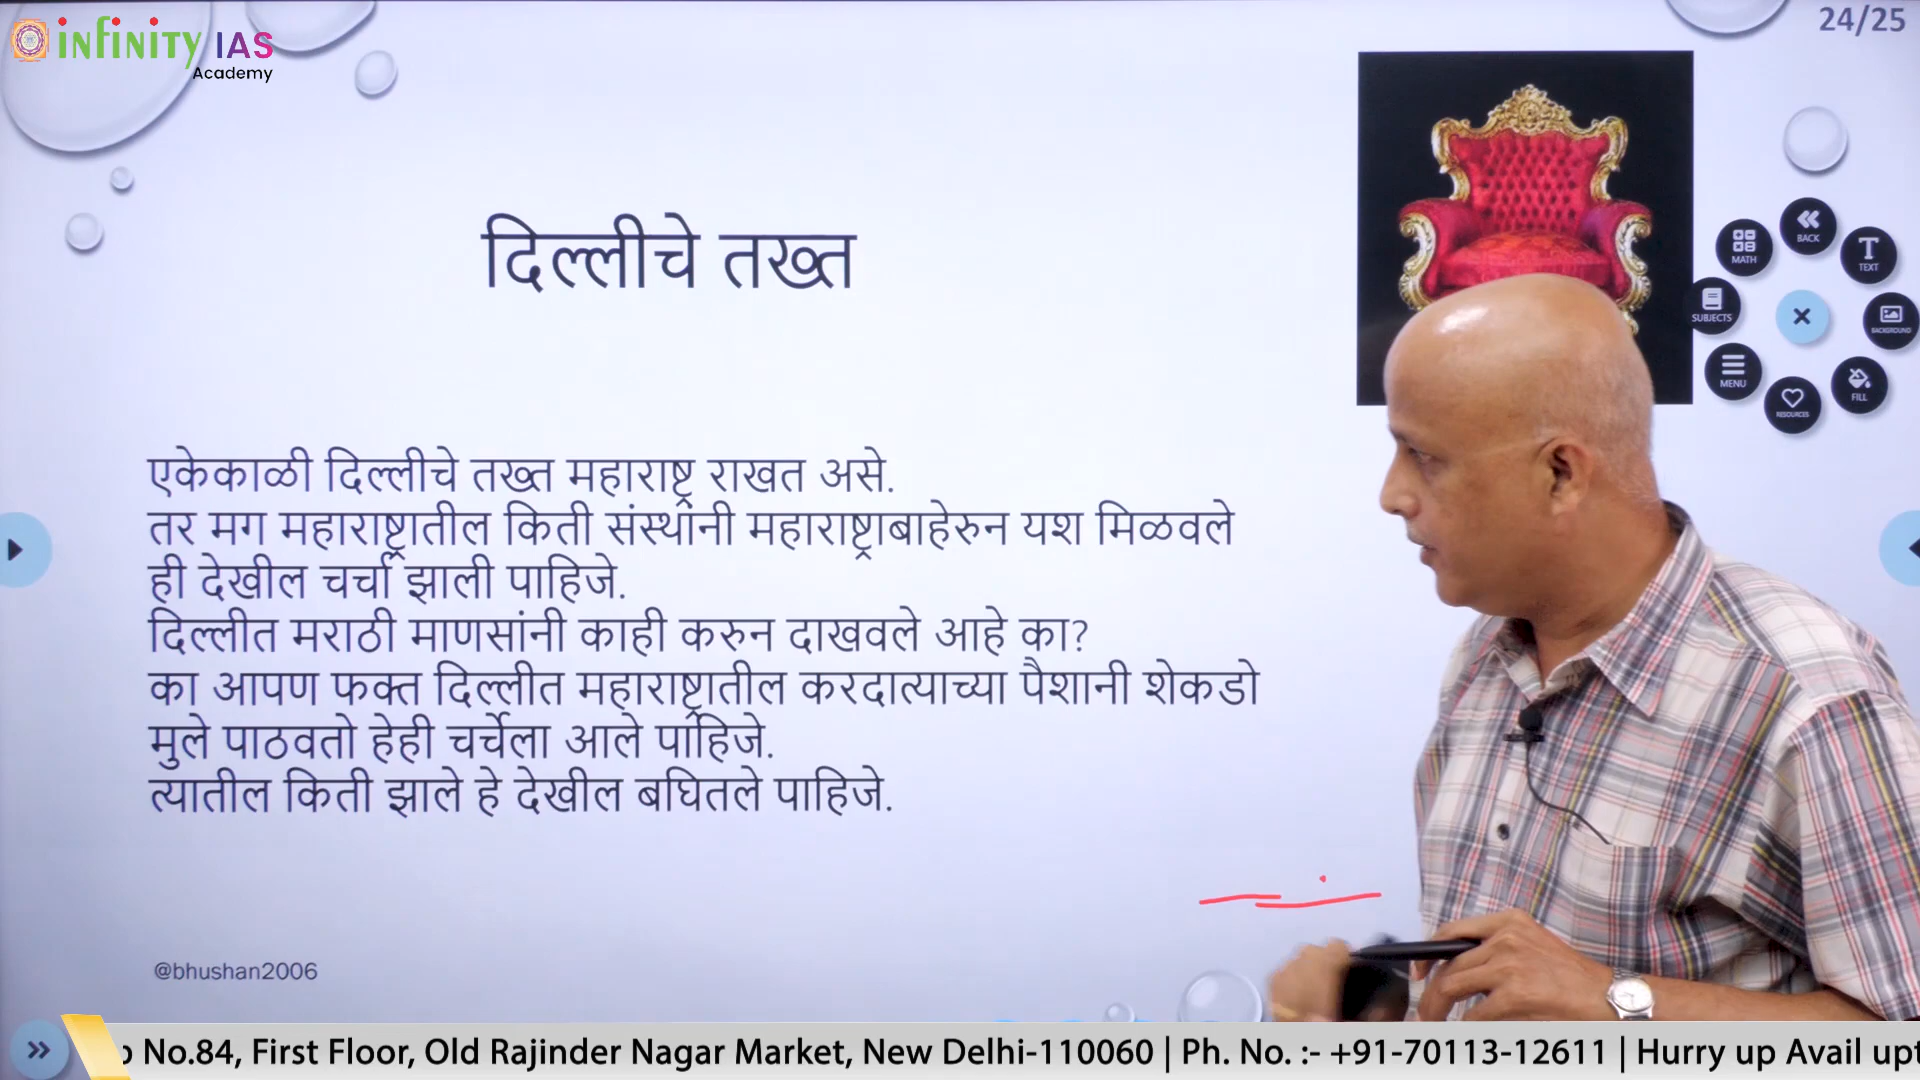 infinity IAS
Academy
24/25
दिल्लीचे तख्त
BACK
MATH
TEXT
SUBJECTS
BACKGROUND
MENU
FILL
RESOURCES
एकेकाळी दिल्लीचे तख्त महाराष्ट्र राखत असे.
तर मग महाराष्ट्रातील किती संस्थांनी महाराष्ट्राबाहेरुन यश मिळवले
ही देखील चर्चा झाली पाहिजे.
दिल्लीत मराठी माणसांनी काही करुन दाखवले आहे का?
का आपण फक्त दिल्लीत महाराष्ट्रातील करदात्याच्या पैशानी शेकडो
मुले पाठवतो हेही चर्चेला आले पाहिजे.
त्यातील किती झाले हे देखील बघितले पाहिजे.
@bhushan2006
No.84, First Floor, Old Rajinder Nagar Market, New Delhi-110060 | Ph. No. :- +91-70113-12611 | Hurry up Avail